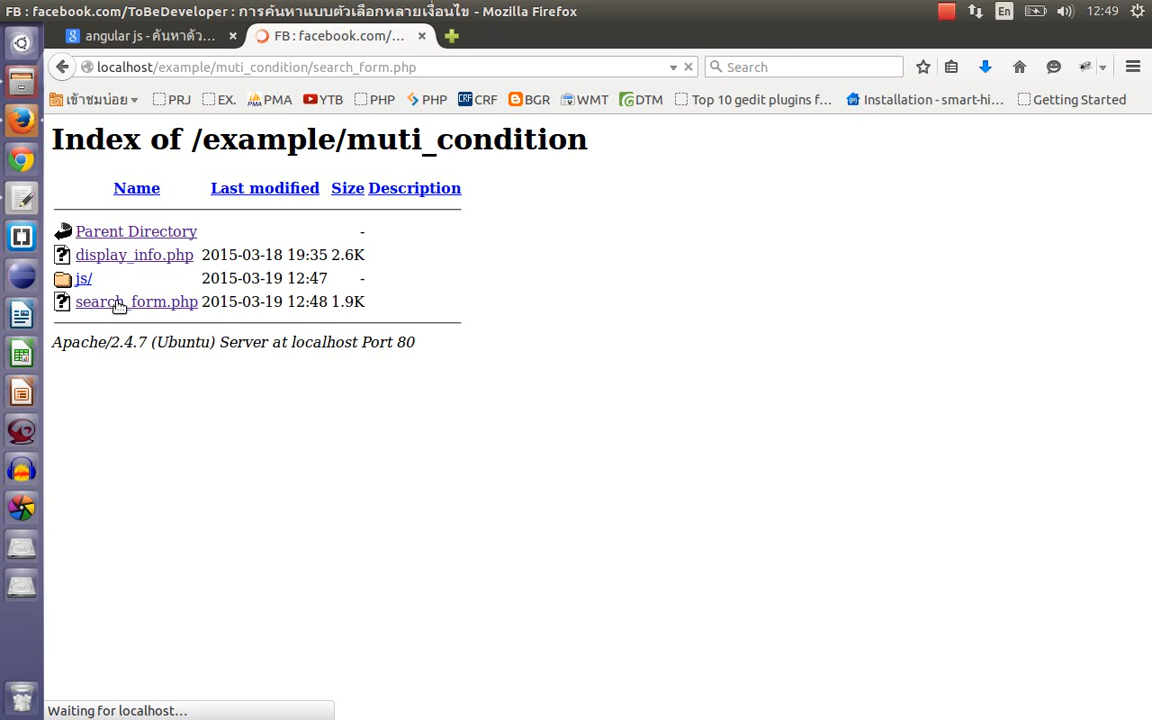 FB : facebook.com/ToBeDeveloper : การค้นหาแบบตัวเลือกหลายเงื่อนไข - Mozilla Firefox
En
12:49
angular js - ค้นหาด้ว...
FB : facebook.com/...
localhost/example/muti_condition/search_form.php
Search
เข้าชมบ่อย
PRJ
EX.
PMA
YTB
PHP
PHP
CRF
BGR
WMT
DTM
Top 10 gedit plugins f...
Installation - smart-hi...
Getting Started
Index of /example/muti_condition
Name Last modified Size Description
Parent Directory -
display_info.php 2015-03-18 19:35 2.6K
js/ 2015-03-19 12:47 -
search_form.php 2015-03-19 12:48 1.9K
Apache/2.4.7 (Ubuntu) Server at localhost Port 80
Waiting for localhost...